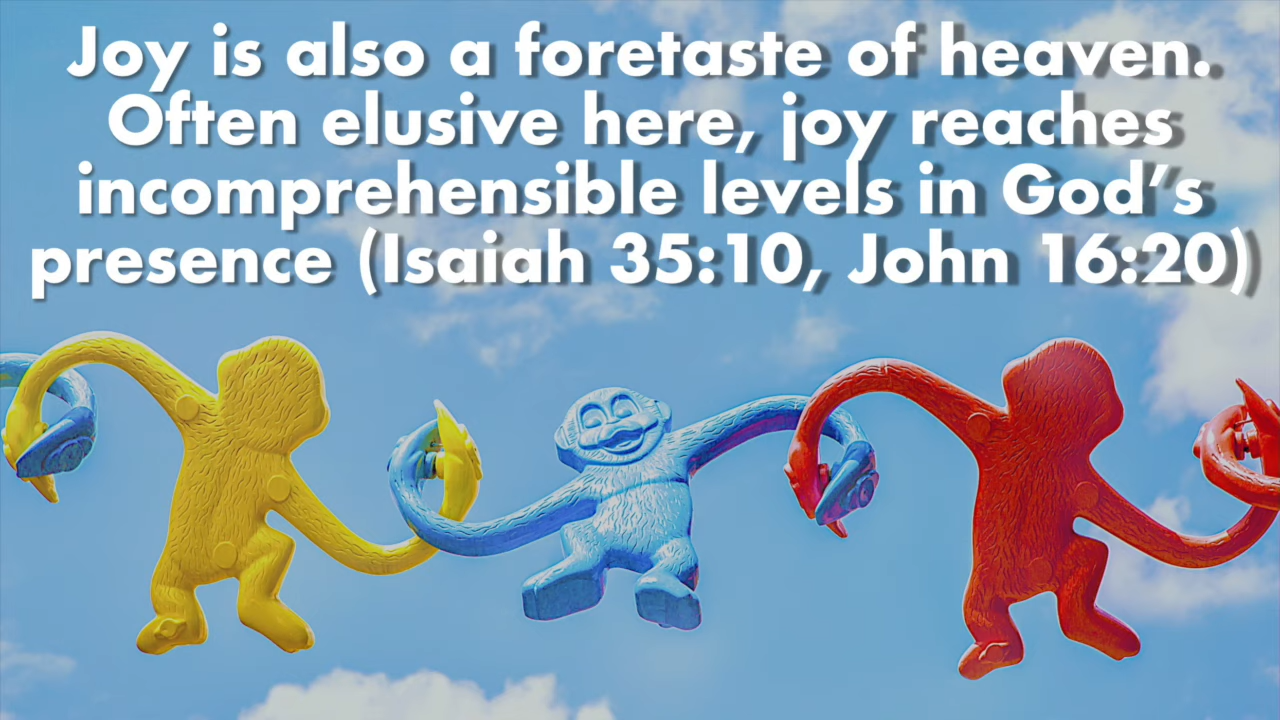 Joy is also a foretaste of heaven.
Often elusive here, joy reaches
incomprehensible levels in God’s
presence (Isaiah 35:10, John 16:20)